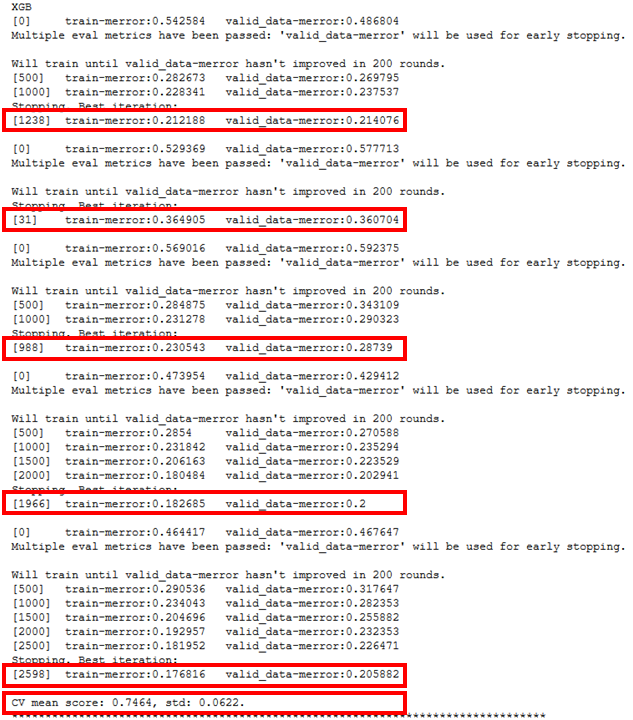 XGB
[0] train-merror:0.542584 valid_data-merror:0.486804
Multiple eval metrics have been passed: 'valid_data-merror' will be used for early stopping.
Will train until valid_data-merror hasn't improved in 200 rounds.
[500] train-merror:0.282673 valid_data-merror:0.269795
[1000] train-merror:0.228341 valid_data-merror:0.237537
Stopping. Best iteration:
[1238] train-merror:0.212188 valid_data-merror:0.214076
[0] train-merror:0.529369 valid_data-merror:0.577713
Multiple eval metrics have been passed: 'valid_data-merror' will be used for early stopping.
Will train until valid_data-merror hasn't improved in 200 rounds.
Stopping. Best iteration:
[31] train-merror:0.364905 valid_data-merror:0.360704
[0] train-merror:0.569016 valid_data-merror:0.592375
Multiple eval metrics have been passed: 'valid_data-merror' will be used for early stopping.
Will train until valid_data-merror hasn't improved in 200 rounds.
[500] train-merror:0.284875 valid_data-merror:0.343109
[1000] train-merror:0.231278 valid_data-merror:0.290323
Stopping. Best iteration:
[988] train-merror:0.230543 valid_data-merror:0.28739
[0] train-merror:0.473954 valid_data-merror:0.429412
Multiple eval metrics have been passed: 'valid_data-merror' will be used for early stopping.
Will train until valid_data-merror hasn't improved in 200 rounds.
[500] train-merror:0.2854 valid_data-merror:0.270588
[1000] train-merror:0.231842 valid_data-merror:0.235294
[1500] train-merror:0.206163 valid_data-merror:0.223529
[2000] train-merror:0.180484 valid_data-merror:0.202941
Stopping. Best iteration:
[1966] train-merror:0.182685 valid_data-merror:0.2
[0] train-merror:0.464417 valid_data-merror:0.467647
Multiple eval metrics have been passed: 'valid_data-merror' will be used for early stopping.
Will train until valid_data-merror hasn't improved in 200 rounds.
[500] train-merror:0.290536 valid_data-merror:0.317647
[1000] train-merror:0.234043 valid_data-merror:0.282353
[1500] train-merror:0.204696 valid_data-merror:0.255882
[2000] train-merror:0.192957 valid_data-merror:0.232353
[2500] train-merror:0.181952 valid_data-merror:0.226471
Stopping. Best iteration:
[2598] train-merror:0.176816 valid_data-merror:0.205882
CV mean score: 0.7464, std: 0.0622.
********************************************************************************